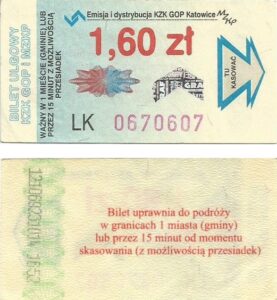 Emisja i dystrybucja KZK GOP Katowice
MZKP
BILET ULGOWY
KZK GOP i MZKP
WAŻNY W 1 MIEŚCIE (GMINIE) LUB
PRZEZ 15 MINUT Z MOŻLIWOŚCIĄ
PRZESIADEK
1,60 zł
TU
KASOWAĆ
LK 0670607
Bilet uprawnia do podróży
w granicach 1 miasta (gminy)
lub przez 15 minut od momentu
skasowania (z możliwością przesiadek)